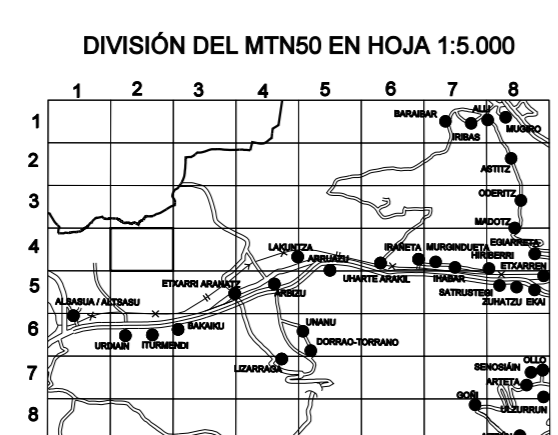 DIVISIÓN DEL MTN50 EN HOJA 1:5.000
1 2 3 4 5 6 7 8
1
BARAIBAR
ALLI
IRIBAS
MUGIRO
2
ASTITZ
3
ODERITZ
MADOTZ
4
LAKUNTZA
ARRUAZU
IRAÑETA
MURGINDUETA
EGIARRETA
HIRIBERRI
ETXARREN
5
ETXARRI ARANATZ
ARBIZU
UHARTE ARAKIL
IHABAR
SATRUSTEGI
ZUHATZU
EKAI
ALSASUA / ALTSASU
6
URDIAIN
ITURMENDI
BAKAIKU
UNANU
DORRAO-TORRANO
7
LIZARRAGA
OLLO
SENOSIÁIN
ARTETA
8
GOÑI
ULZURRUN